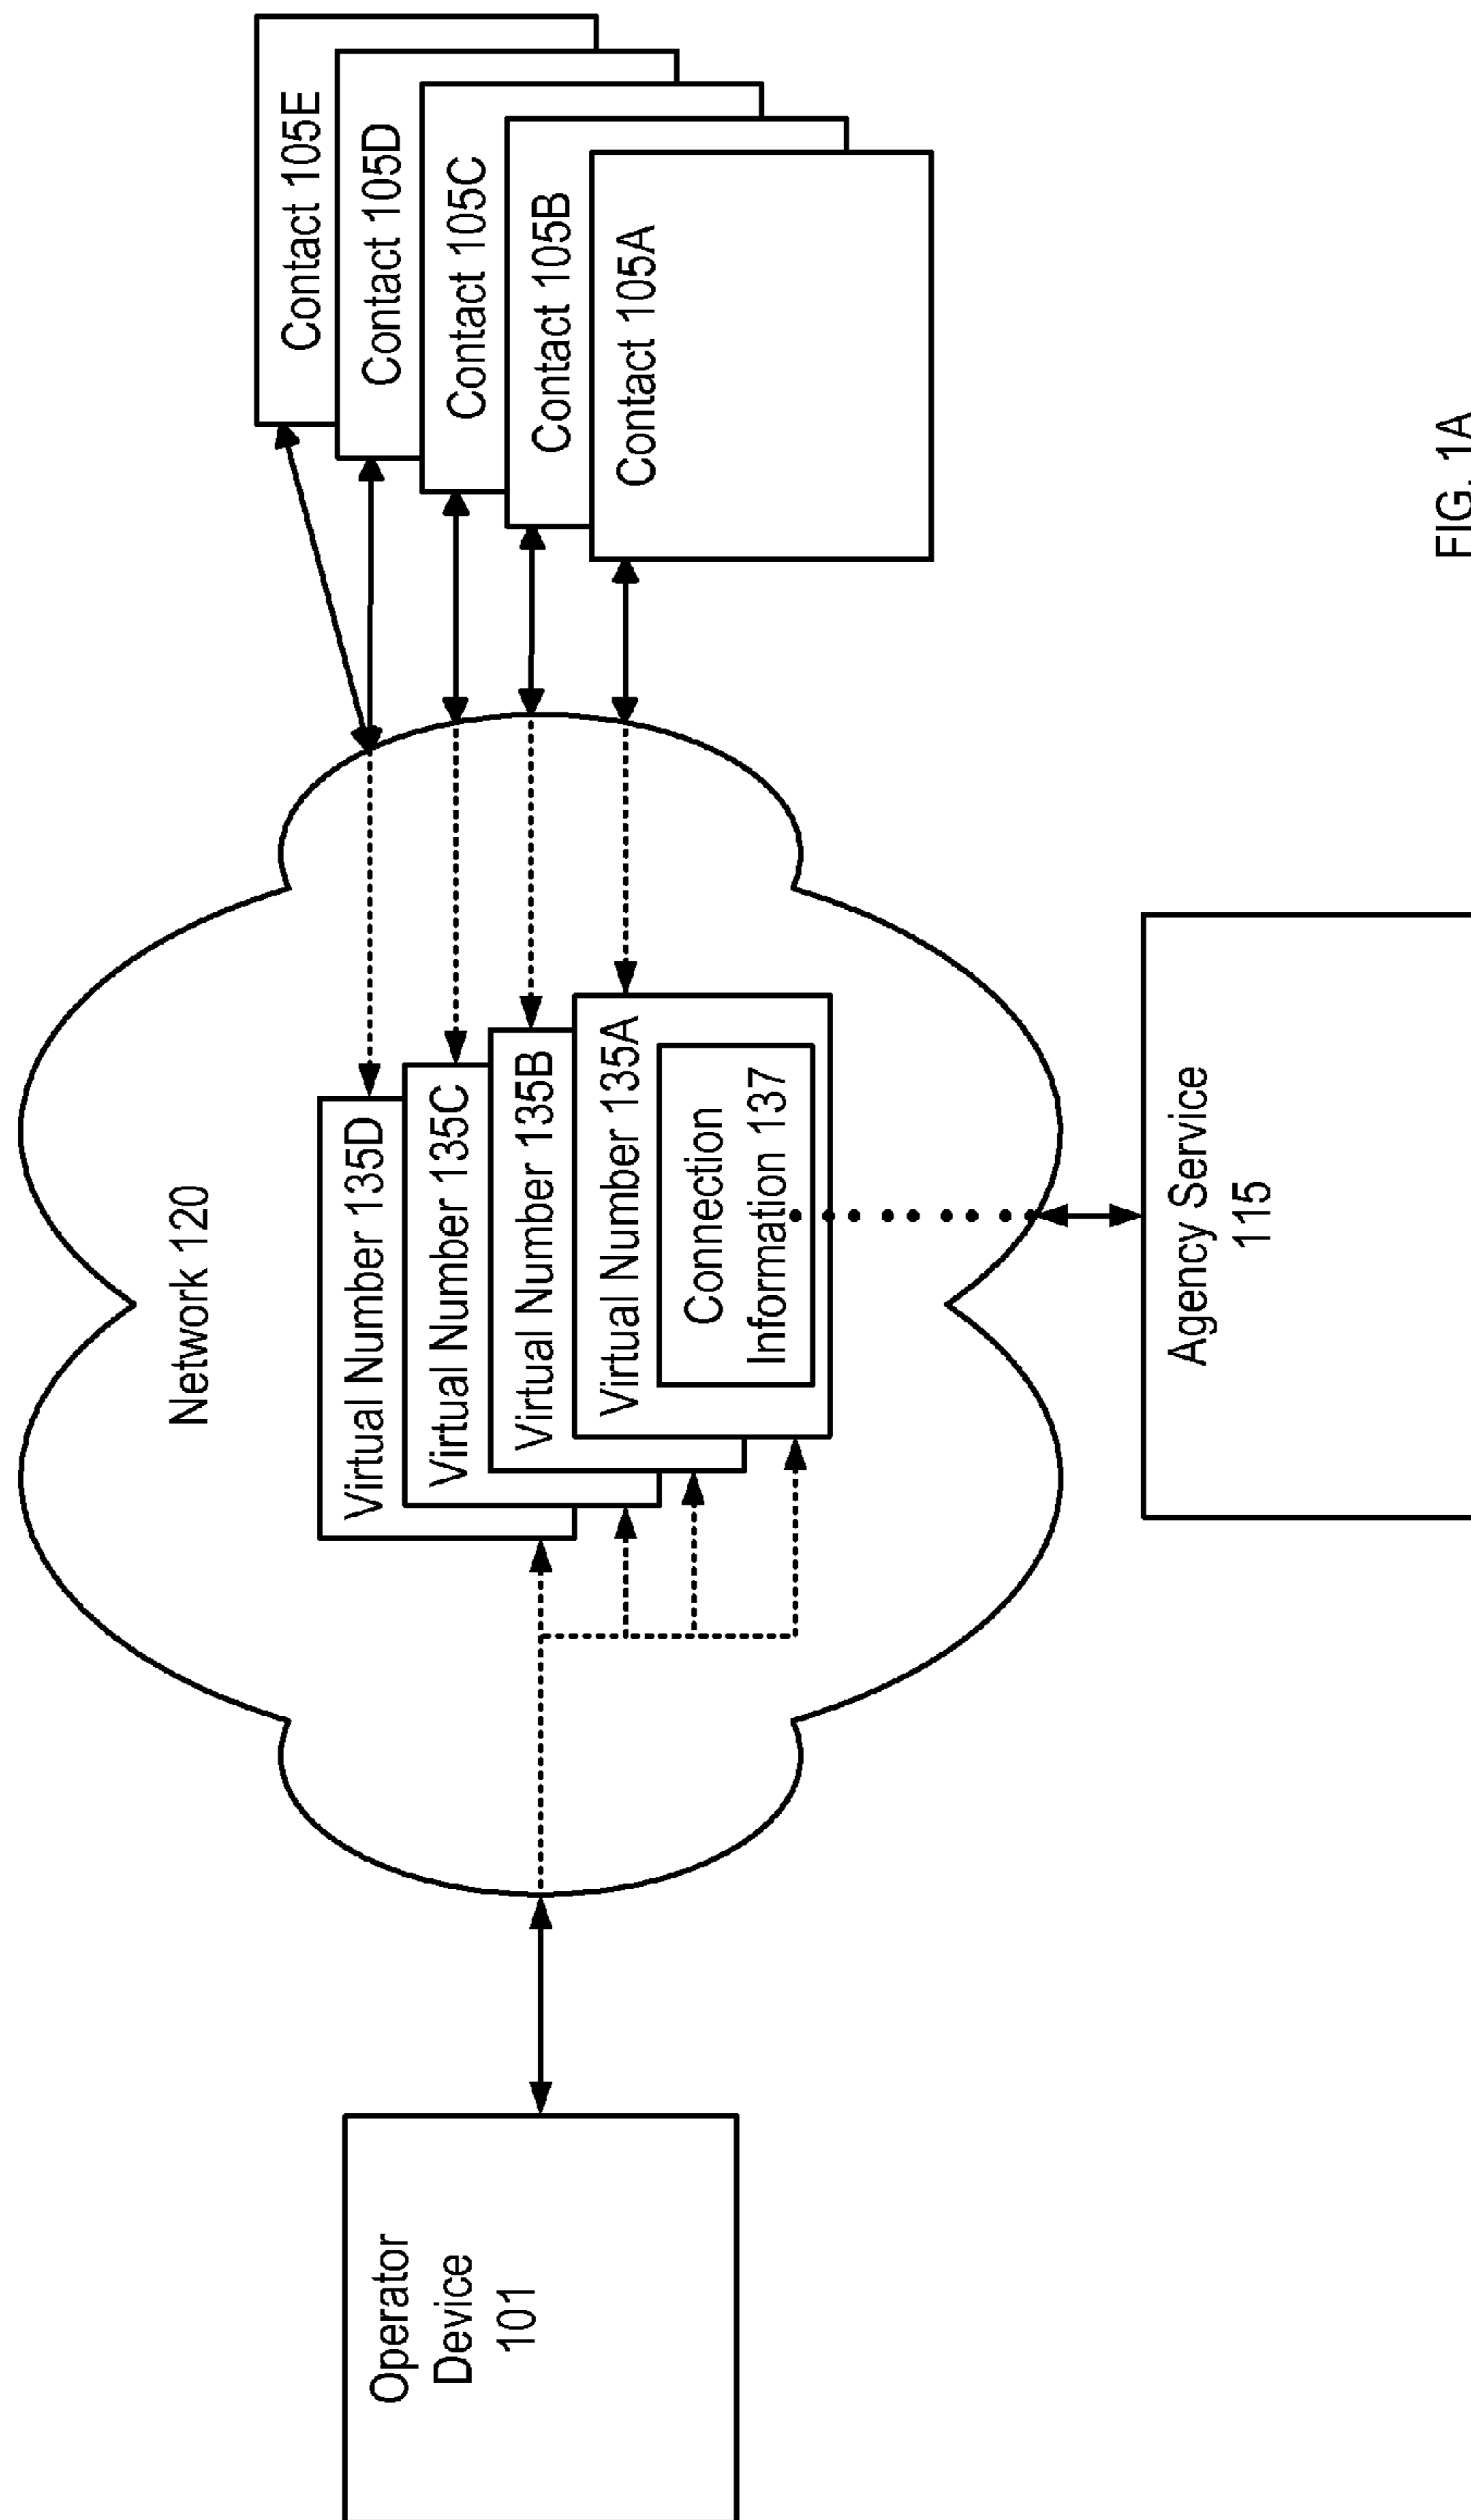 Network 120
Operator
Device
101
Virtual Number 135D
Virtual Number 135C
Virtual Number 135B
Virtual Number 135A
Connection
Information 137
Contact 105E
Contact 105D
Contact 105C
Contact 105B
Contact 105A
Agency Service
115
FIG. 1A